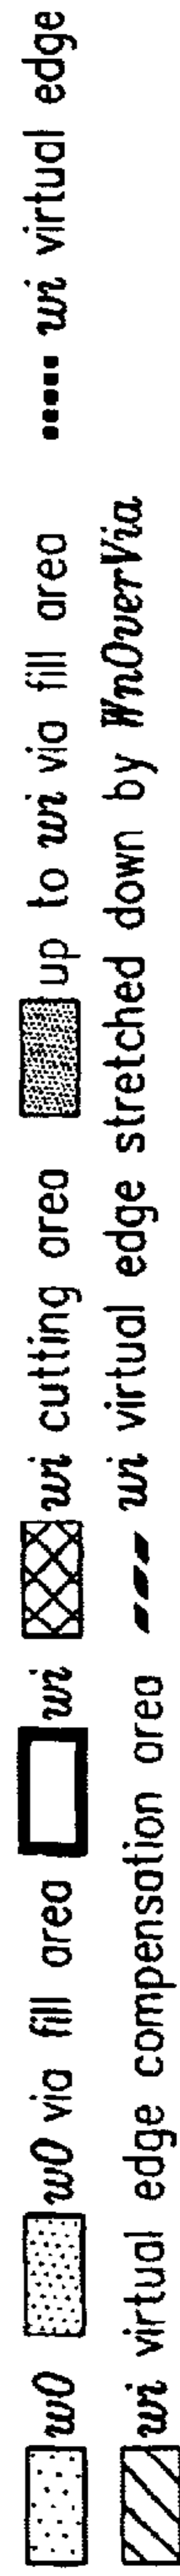 w0 w0 via fill area wi wi cutting area up to wi via fill area wi virtual edge
wi virtual edge compensation area wi virtual edge stretched down by WnOverVia